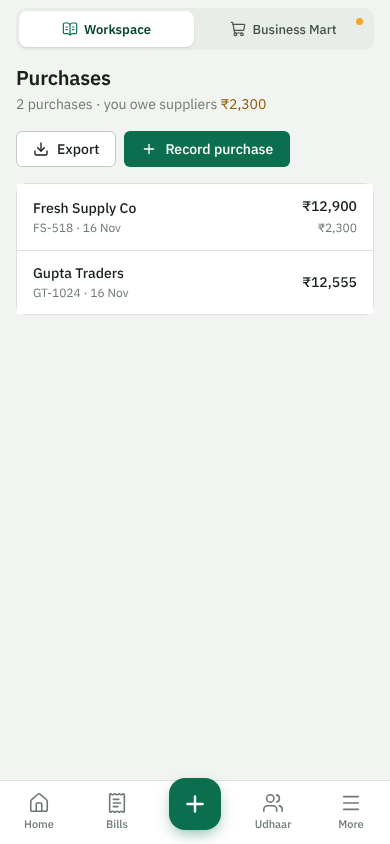 Workspace
Business Mart
Purchases
2 purchases · you owe suppliers ₹2,300
Export
Record purchase
Fresh Supply Co
₹12,900
FS-518 · 16 Nov
₹2,300
Gupta Traders
₹12,555
GT-1024 · 16 Nov
Home
Bills
Udhaar
More